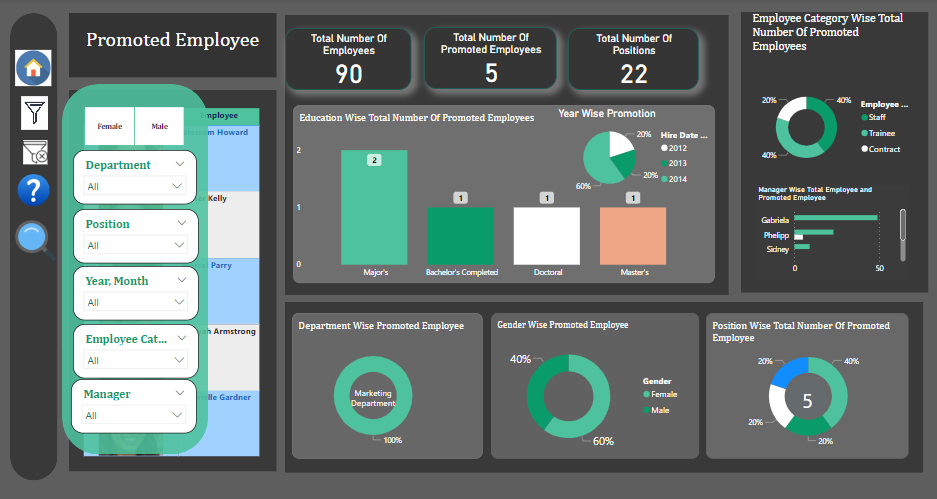 Promoted Employee
Total Number Of
Employees
90
Total Number Of
Promoted Employees
5
Total Number Of
Positions
22
Employee Category Wise Total
Number Of Promoted
Employees
20%
40%
40%
Employee ...
Staff
Trainee
Contract
Female
Male
Employee
Howard
Kelly
Parry
Armstrong
Gardner
Department
All
Position
All
Year, Month
All
Employee Cat...
All
Manager
All
?
Education Wise Total Number Of Promoted Employees
2
1
0
2
1
1
1
Major's
Bachelor's Completed
Doctoral
Master's
Year Wise Promotion
20%
20%
60%
Hire Date ...
2012
2013
2014
Manager Wise Total Employee and
Promoted Employee
Gabriela
Phelipp
Sidney
0
50
Department Wise Promoted Employee
Marketing
Department
100%
Gender Wise Promoted Employee
40%
60%
Gender
Female
Male
Position Wise Total Number Of Promoted
Employee
20%
40%
5
20%
20%